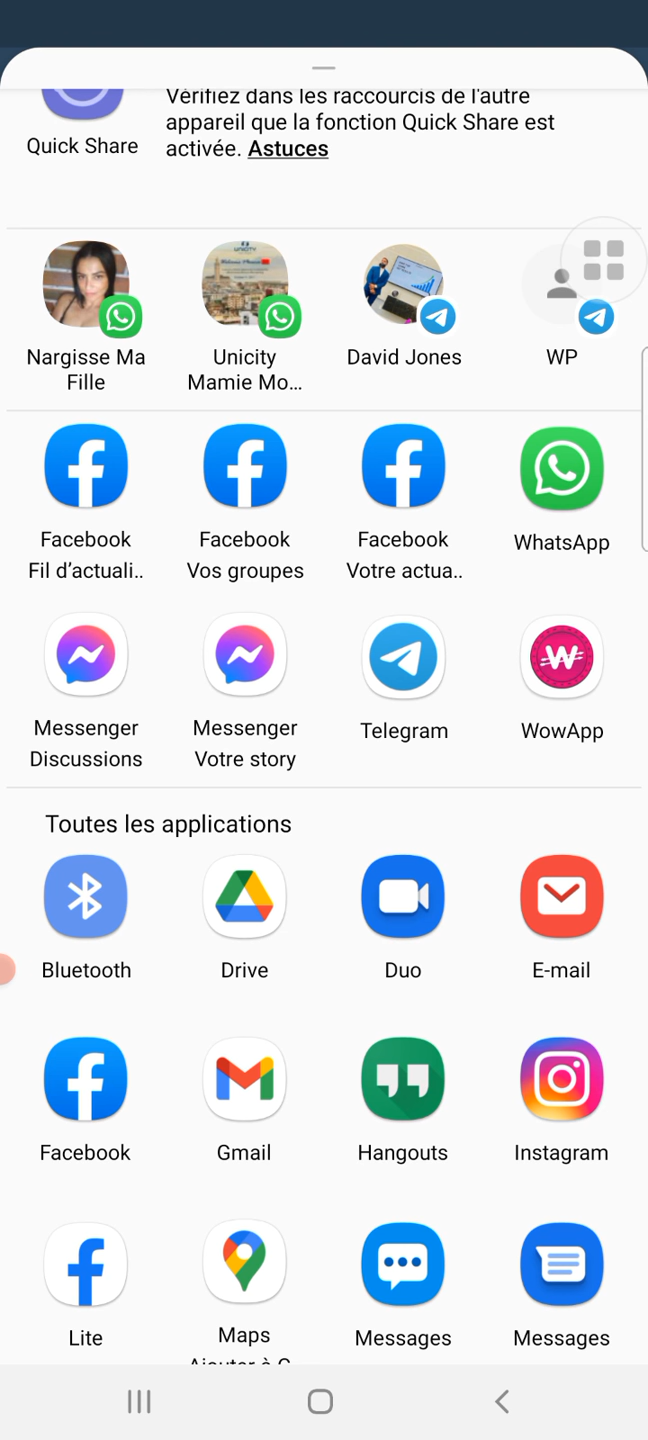 Vérifiez dans les raccourcis de l'autre
appareil que la fonction Quick Share est
activée. Astuces
Quick Share
Nargisse Ma
Fille
Unicity
Mamie Mo...
David Jones
WP
Facebook
Fil d'actuali..
Facebook
Vos groupes
Facebook
Votre actua..
WhatsApp
Messenger
Discussions
Messenger
Votre story
Telegram
WowApp
Toutes les applications
Bluetooth
Drive
Duo
E-mail
Facebook
Gmail
Hangouts
Instagram
Lite
Maps
Ajouter à G
Messages
Messages